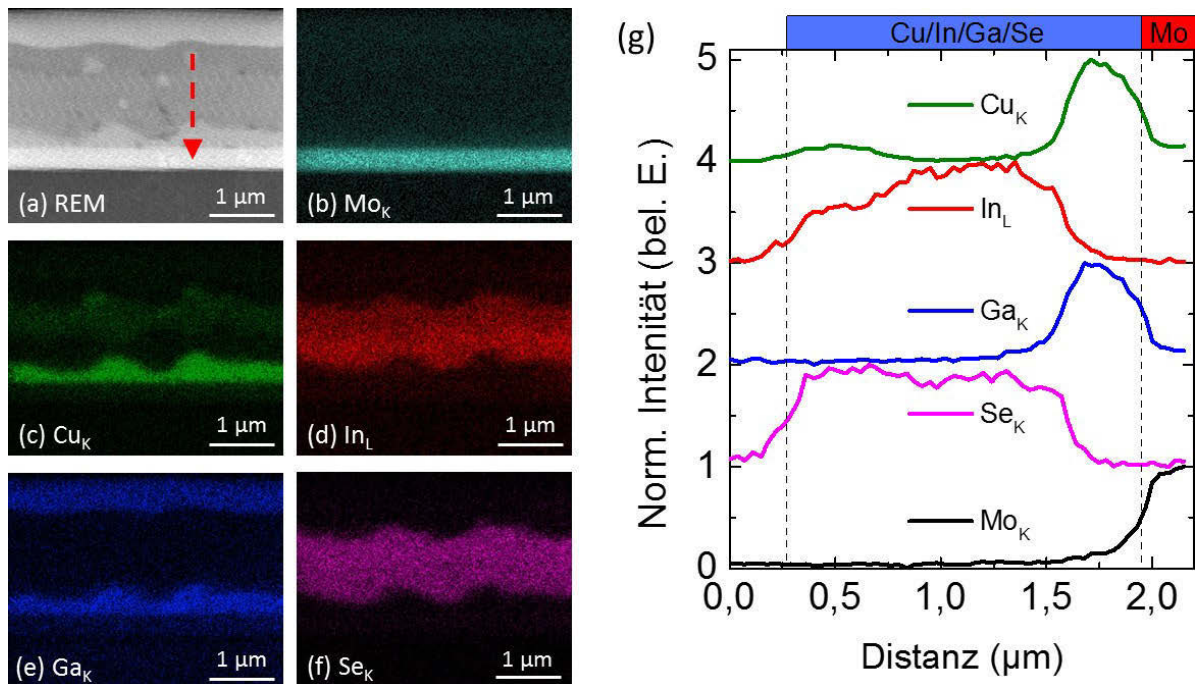 (a) REM
1 µm
(b) Mo_K
1 µm
(c) Cu_K
1 µm
(d) In_L
1 µm
(e) Ga_K
1 µm
(f) Se_K
1 µm
(g)
Cu/In/Ga/Se
Mo
Norm. Intenität (bel. E.)
5
4
3
2
1
0
Cu_K
In_L
Ga_K
Se_K
Mo_K
0,0 0,5 1,0 1,5 2,0
Distanz (µm)